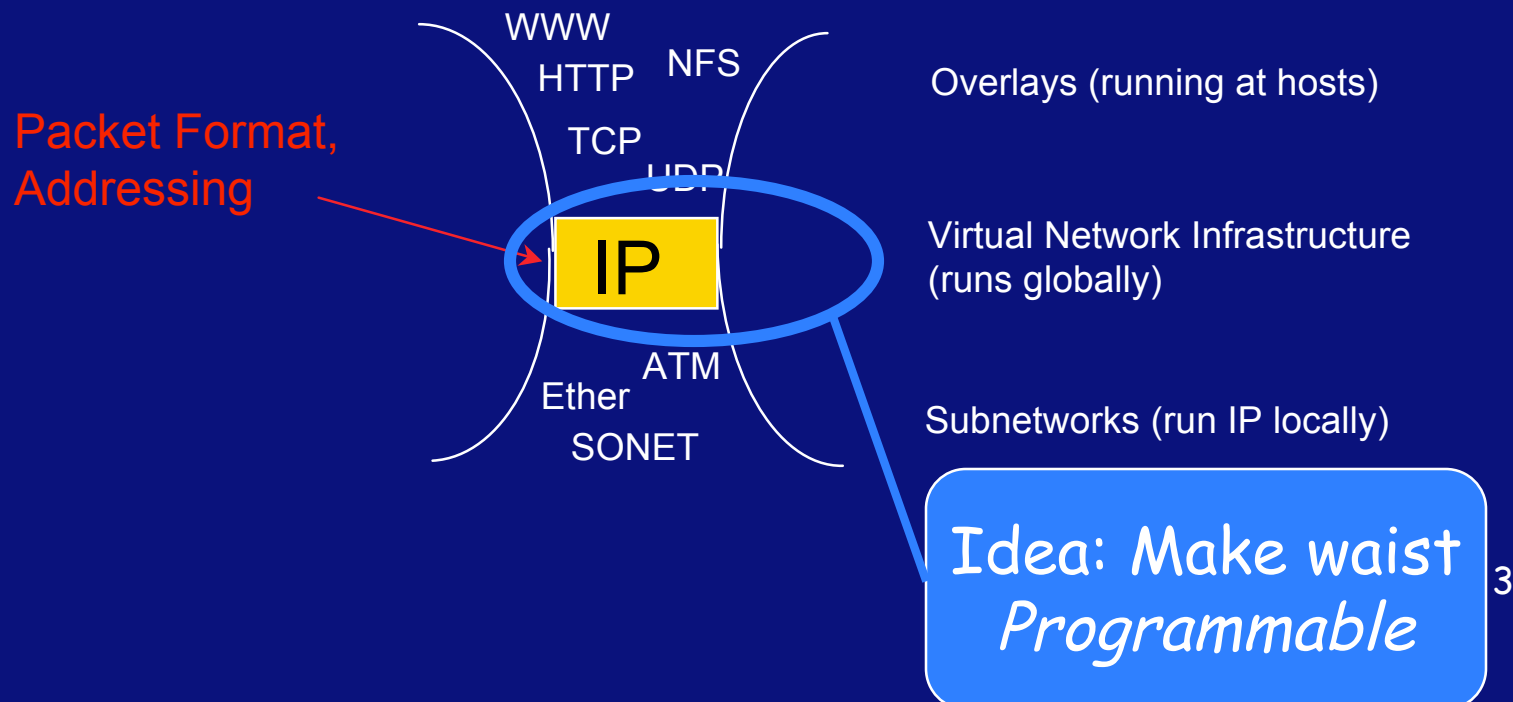 WWW
HTTP NFS
TCP
UDP
Packet Format,
Addressing
IP
ATM
Ether
SONET
Overlays (running at hosts)
Virtual Network Infrastructure
(runs globally)
Subnetworks (run IP locally)
Idea: Make waist
Programmable
3